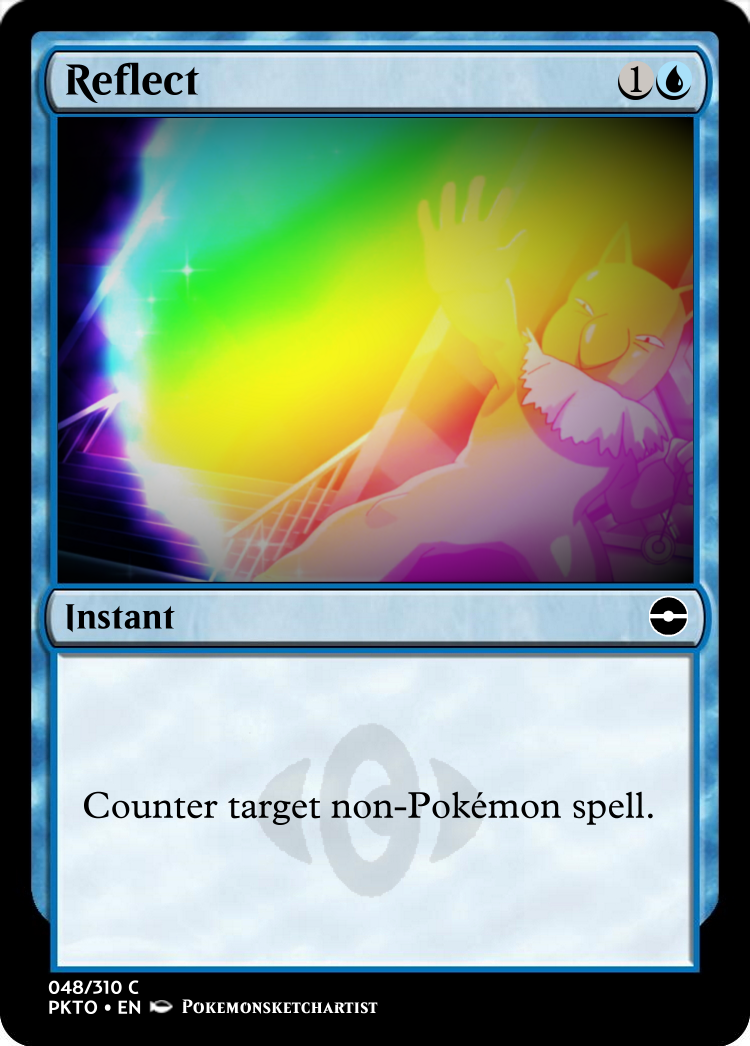 Reflect 1
Instant
Counter target non-Pokémon spell.
048/310 C
PKTO • EN Pokemonsketchartist